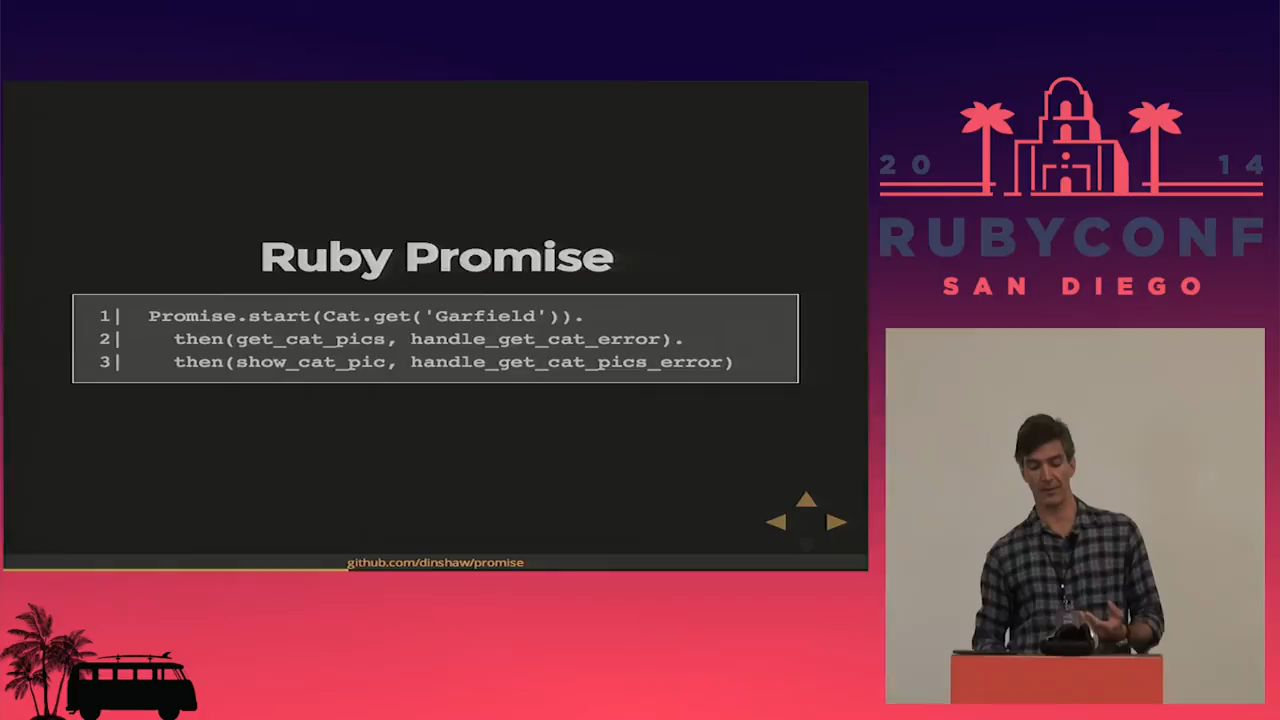 Ruby Promise
1| Promise.start(Cat.get('Garfield')).
2| then(get_cat_pics, handle_get_cat_error).
3| then(show_cat_pic, handle_get_cat_pics_error)
github.com/dinshaw/promise
20 14
RUBYCONF
SAN DIEGO